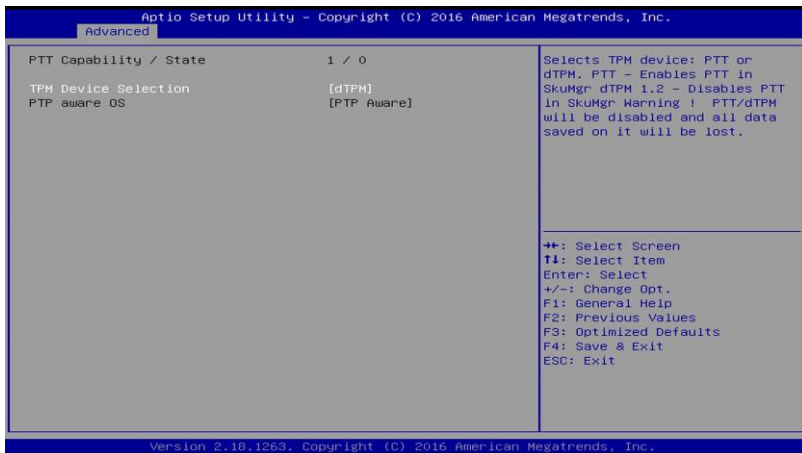 Aptio Setup Utility – Copyright (C) 2016 American Megatrends, Inc.
Advanced
PTT Capability / State 1 / 0
TPM Device Selection [dTPM]
PTP aware OS [PTP Aware]
Selects TPM device: PTT or
dTPM. PTT – Enables PTT in
SkuMgr dTPM 1.2 – Disables PTT
in SkuMgr Warning ! PTT/dTPM
will be disabled and all data
saved on it will be lost.
→←: Select Screen
↑↓: Select Item
Enter: Select
+/-: Change Opt.
F1: General Help
F2: Previous Values
F3: Optimized Defaults
F4: Save & Exit
ESC: Exit
Version 2.18.1263. Copyright (C) 2016 American Megatrends, Inc.